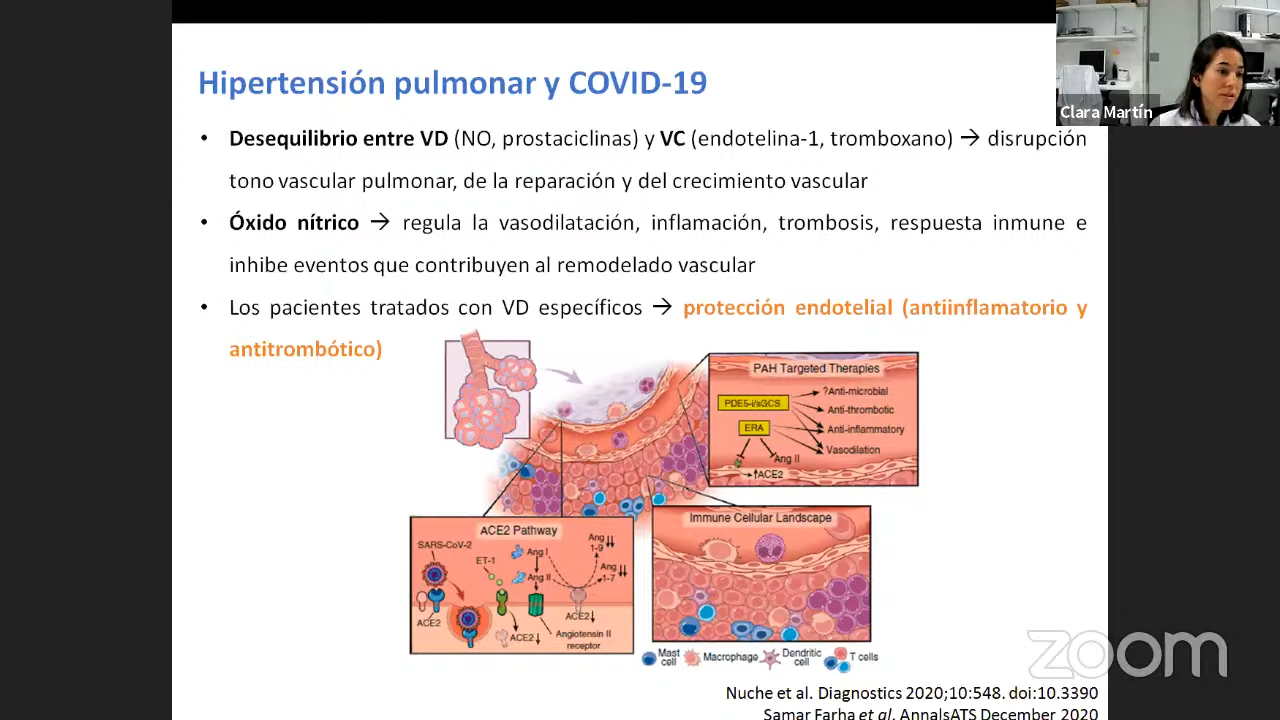 Hipertensión pulmonar y COVID-19
Clara Martín
• Desequilibrio entre VD (NO, prostaciclinas) y VC (endotelina-1, tromboxano) → disrupción
tono vascular pulmonar, de la reparación y del crecimiento vascular
• Óxido nítrico → regula la vasodilatación, inflamación, trombosis, respuesta inmune e
inhibe eventos que contribuyen al remodelado vascular
• Los pacientes tratados con VD específicos → protección endotelial (antiinflamatorio y
antitrombótico)
PAH Targeted Therapies
PDE5-i/sGCS
?Anti-microbial
Anti-thrombotic
Anti-inflammatory
Vasodilation
ERA
Ang II
→↑ACE2
ACE2 Pathway
SARS-CoV-2
ET-1
Ang I
Ang II
Ang ↓↓
1-9
Ang ↓↓
1-7
ACE2
ACE2↓
ACE2↓
Angiotensin II
receptor
Immune Cellular Landscape
Mast
cell
Macrophage
Dendritic
cell
T cells
zoom
Nuche et al. Diagnostics 2020;10:548. doi:10.3390
Samar Farha et al. AnnalsATS December 2020